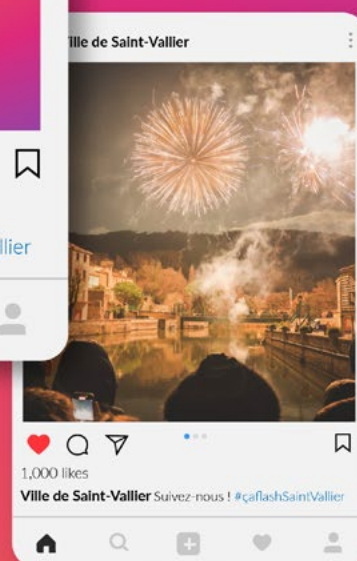 ille de Saint-Vallier
llier
1,000 likes
Ville de Saint-Vallier Suivez-nous ! #çaflashSaintVallier